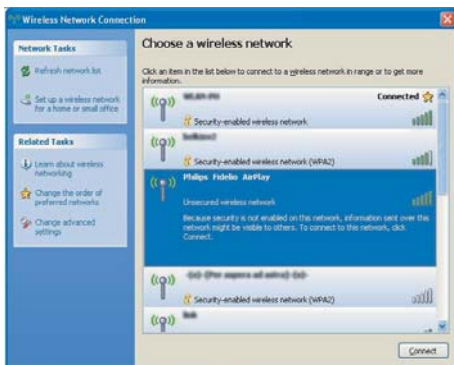 Wireless Network Connection
Network Tasks
Refresh network list
Set up a wireless network
for a home or small office
Related Tasks
Learn about wireless
networking
Change the order of
preferred networks
Change advanced
settings
Choose a wireless network
Click an item in the list below to connect to a wireless network in range or to get more
information.
Connected
Security-enabled wireless network
Security-enabled wireless network (WPA2)
Philips Fidelio AirPlay
Unsecured wireless network
Because security is not enabled on this network, information sent over this
network might be visible to others. To connect to this network, click
Connect.
Security-enabled wireless network (WPA2)
Connect